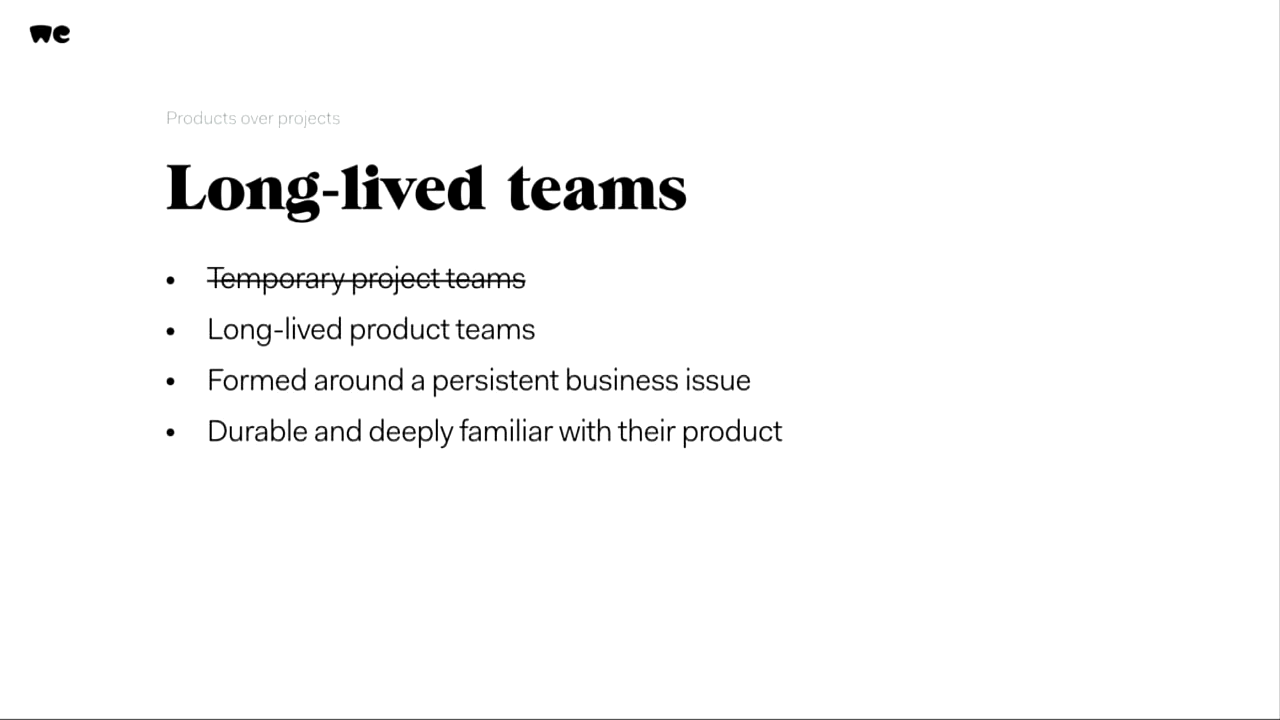 we
Products over projects
Long-lived teams
• Temporary project teams
• Long-lived product teams
• Formed around a persistent business issue
• Durable and deeply familiar with their product